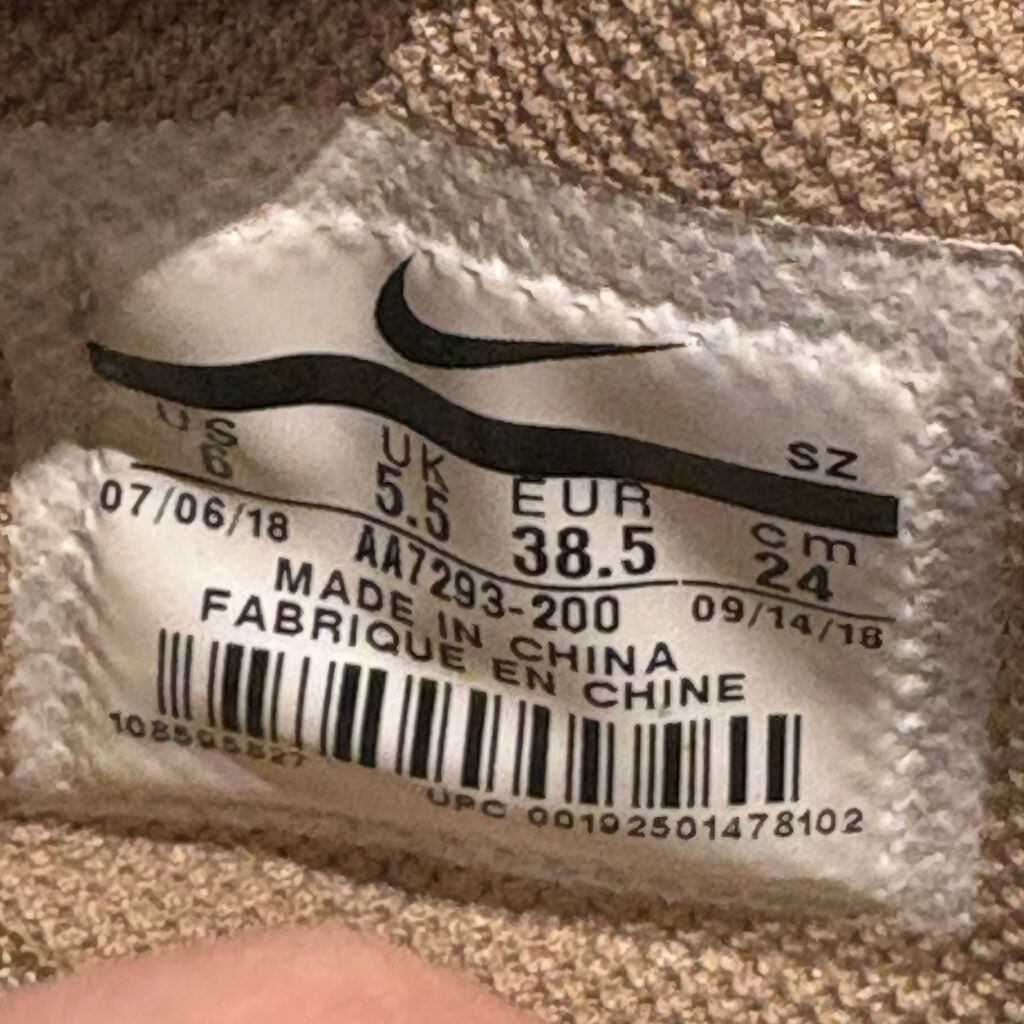 SZ
US UK EUR cm
6 5.5 38.5 24
07/06/18 AA7293-200 09/14/18
MADE IN CHINA
FABRIQUE EN CHINE
UPC 00192501478102